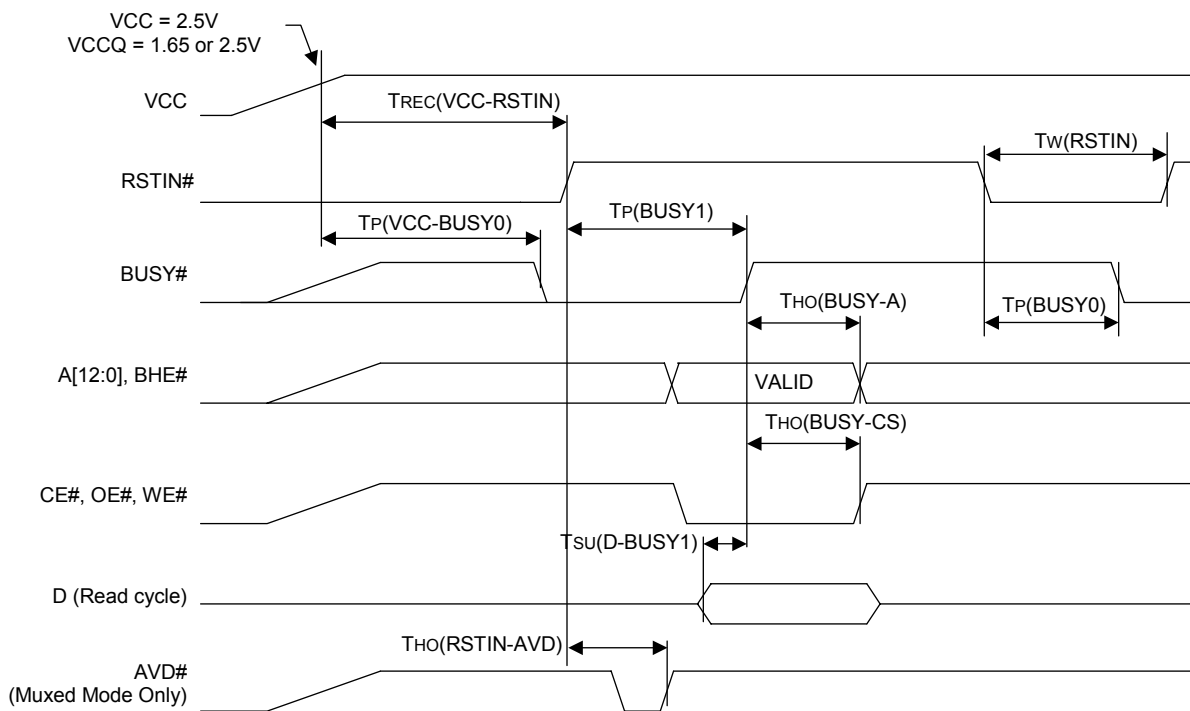 VCC = 2.5V
VCCQ = 1.65 or 2.5V
VCC
TREC(VCC-RSTIN)
TW(RSTIN)
RSTIN#
TP(VCC-BUSY0)
TP(BUSY1)
BUSY#
THO(BUSY-A)
TP(BUSY0)
A[12:0], BHE#
VALID
THO(BUSY-CS)
CE#, OE#, WE#
TSU(D-BUSY1)
D (Read cycle)
THO(RSTIN-AVD)
AVD#
(Muxed Mode Only)